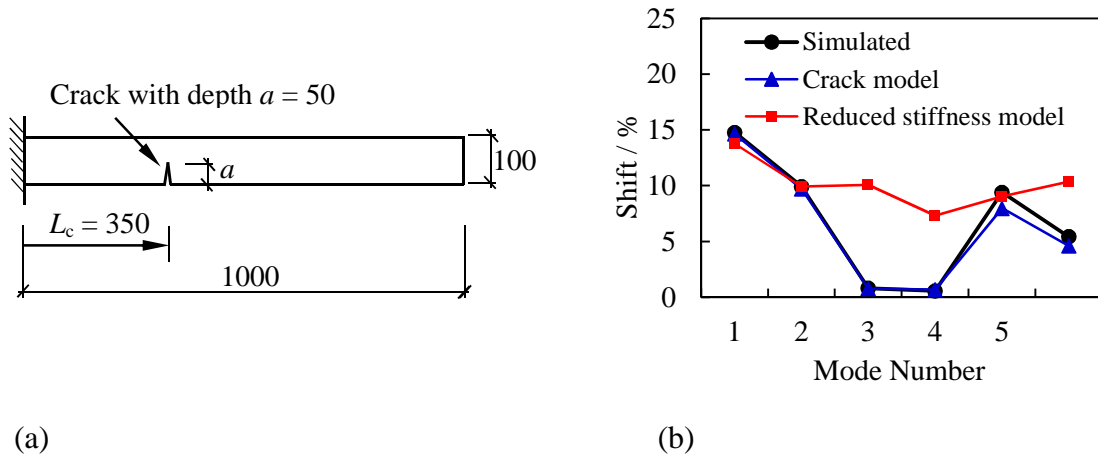 Crack with depth a = 50
a
100
Lc = 350
1000
(a)
25
20
15
10
5
0
Shift / %
Simulated
Crack model
Reduced stiffness model
1 2 3 4 5
Mode Number
(b)